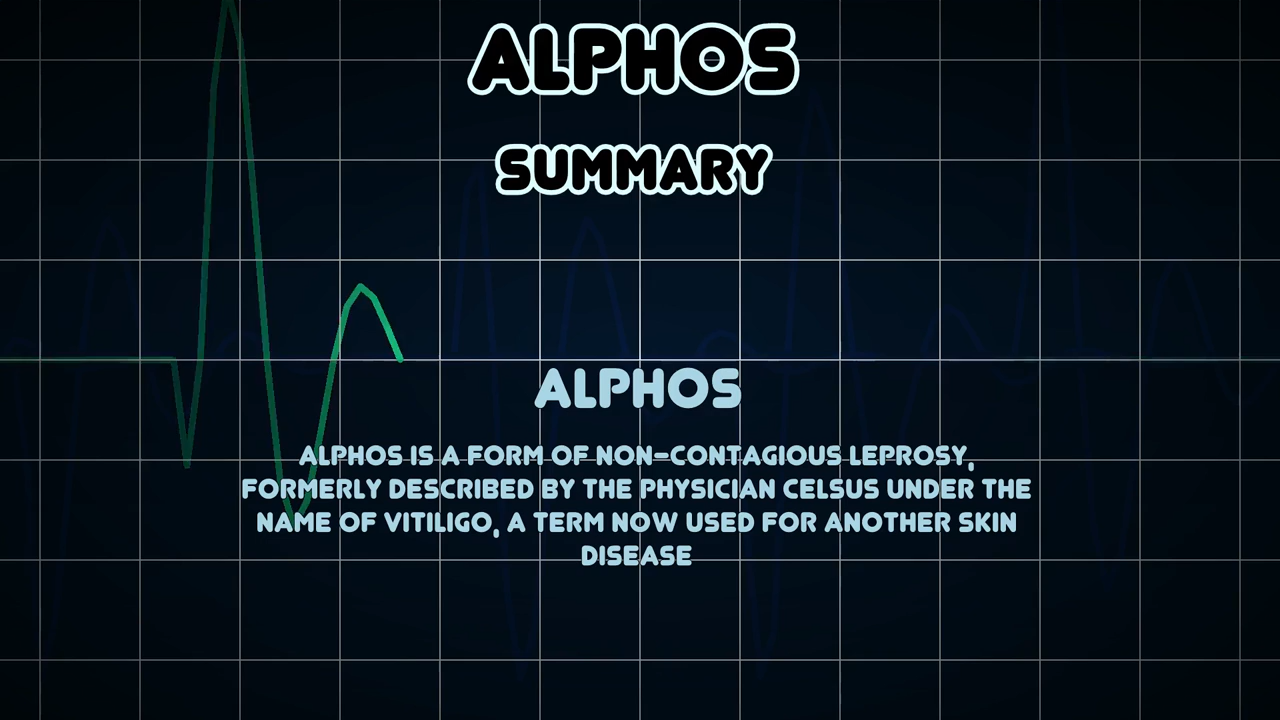 ALPHOS
SUMMARY
ALPHOS
ALPHOS IS A FORM OF NON-CONTAGIOUS LEPROSY,
FORMERLY DESCRIBED BY THE PHYSICIAN CELSUS UNDER THE
NAME OF VITILIGO, A TERM NOW USED FOR ANOTHER SKIN
DISEASE